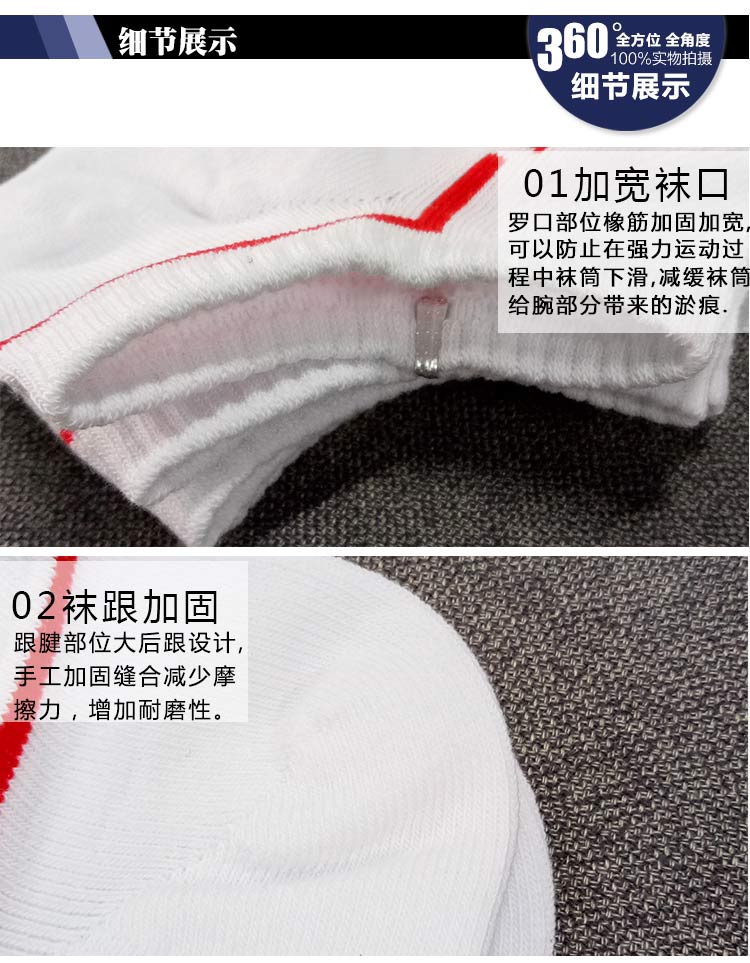 细节展示
360°全方位 全角度
100%实物拍摄
细节展示
01加宽袜口
罗口部位橡筋加固加宽,
可以防止在强力运动过
程中袜筒下滑,减缓袜筒
给腕部分带来的淤痕.
02袜跟加固
跟腱部位大后跟设计,
手工加固缝合减少摩
擦力，增加耐磨性。